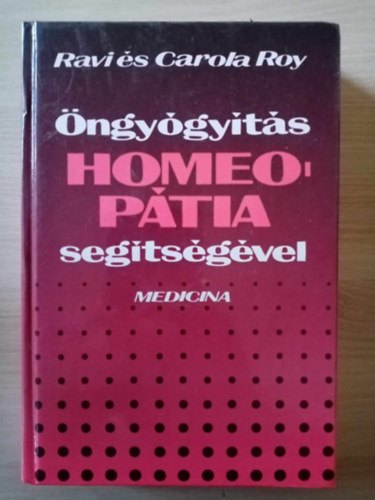 Ravi és Carola Roy
Öngyógyítás
HOMEO-
PÁTIA
segítségével
MEDICINA